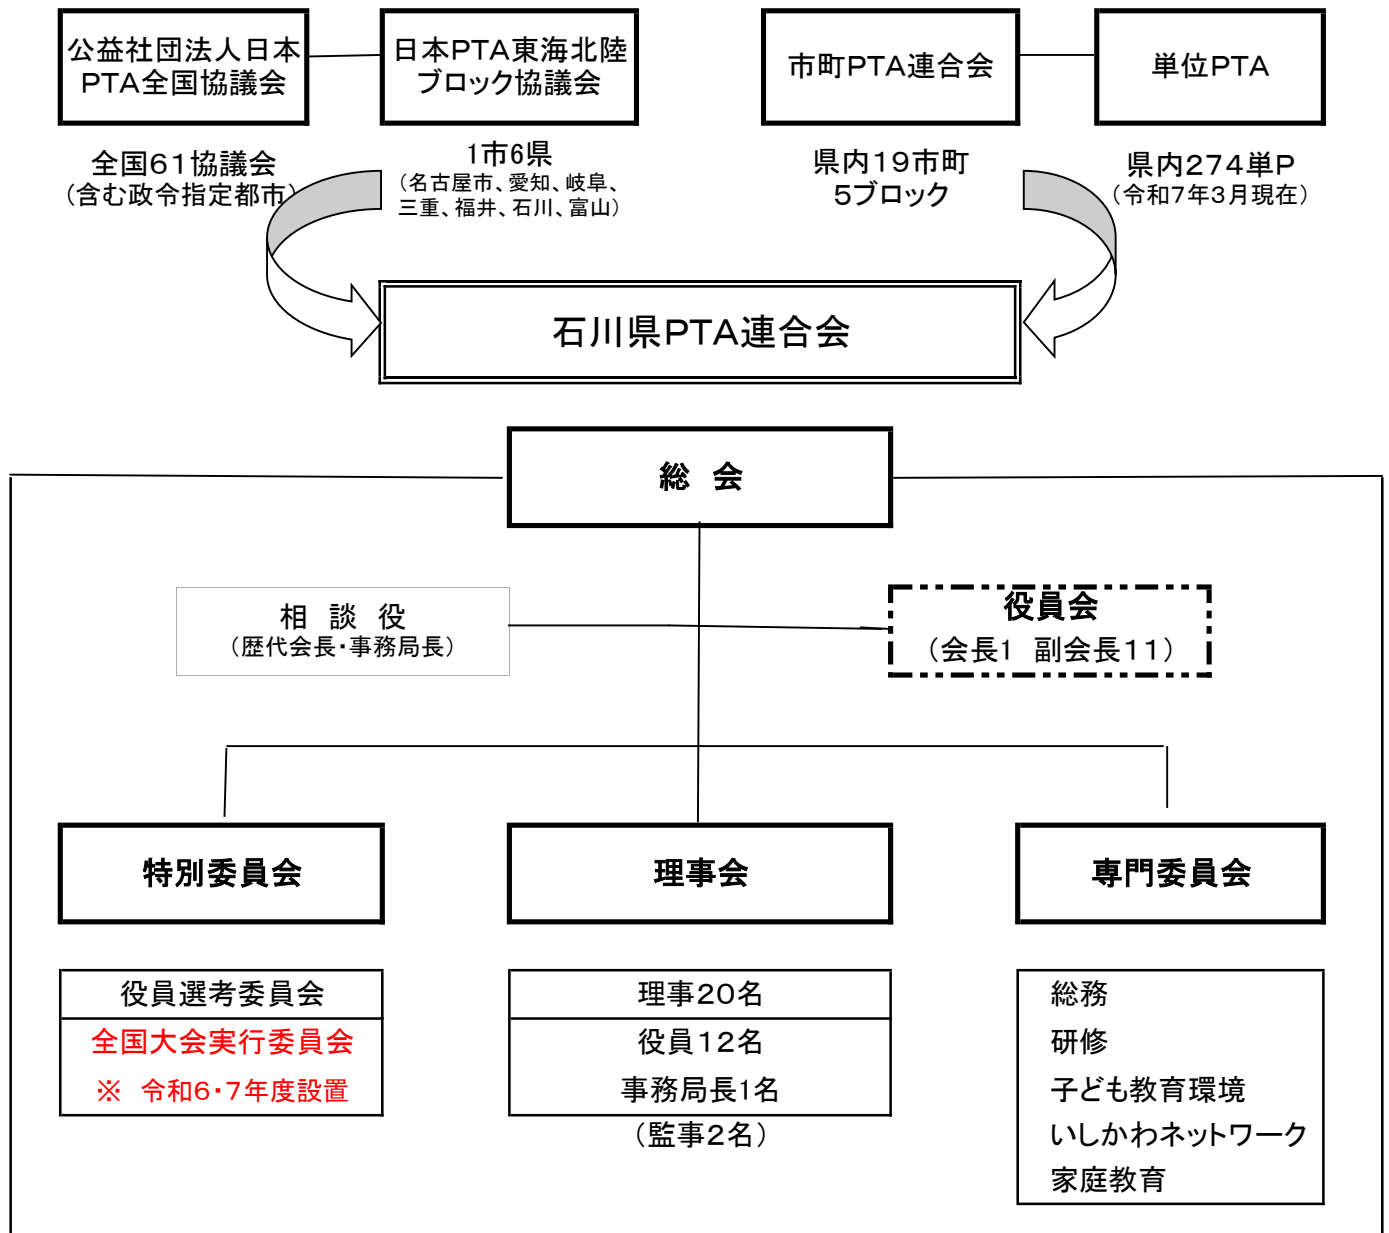 公益社団法人日本
PTA全国協議会
日本PTA東海北陸
ブロック協議会
市町PTA連合会
単位PTA
全国61協議会
(含む政令指定都市)
1市6県
(名古屋市、愛知、岐阜、
三重、福井、石川、富山)
県内19市町
5ブロック
県内274単P
(令和7年3月現在)
石川県PTA連合会
総 会
相 談 役
(歴代会長・事務局長)
役員会
(会長1 副会長11)
特別委員会
理事会
専門委員会
役員選考委員会
全国大会実行委員会
※ 令和6・7年度設置
理事20名
役員12名
事務局長1名
(監事2名)
総務
研修
子ども教育環境
いしかわネットワーク
家庭教育